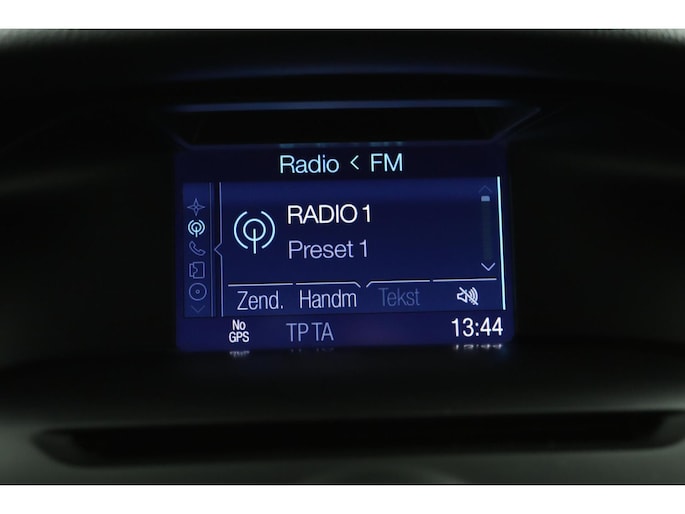 Radio < FM
RADIO 1
Preset 1
Zend. Handm Tekst
No GPS TP TA 13:44